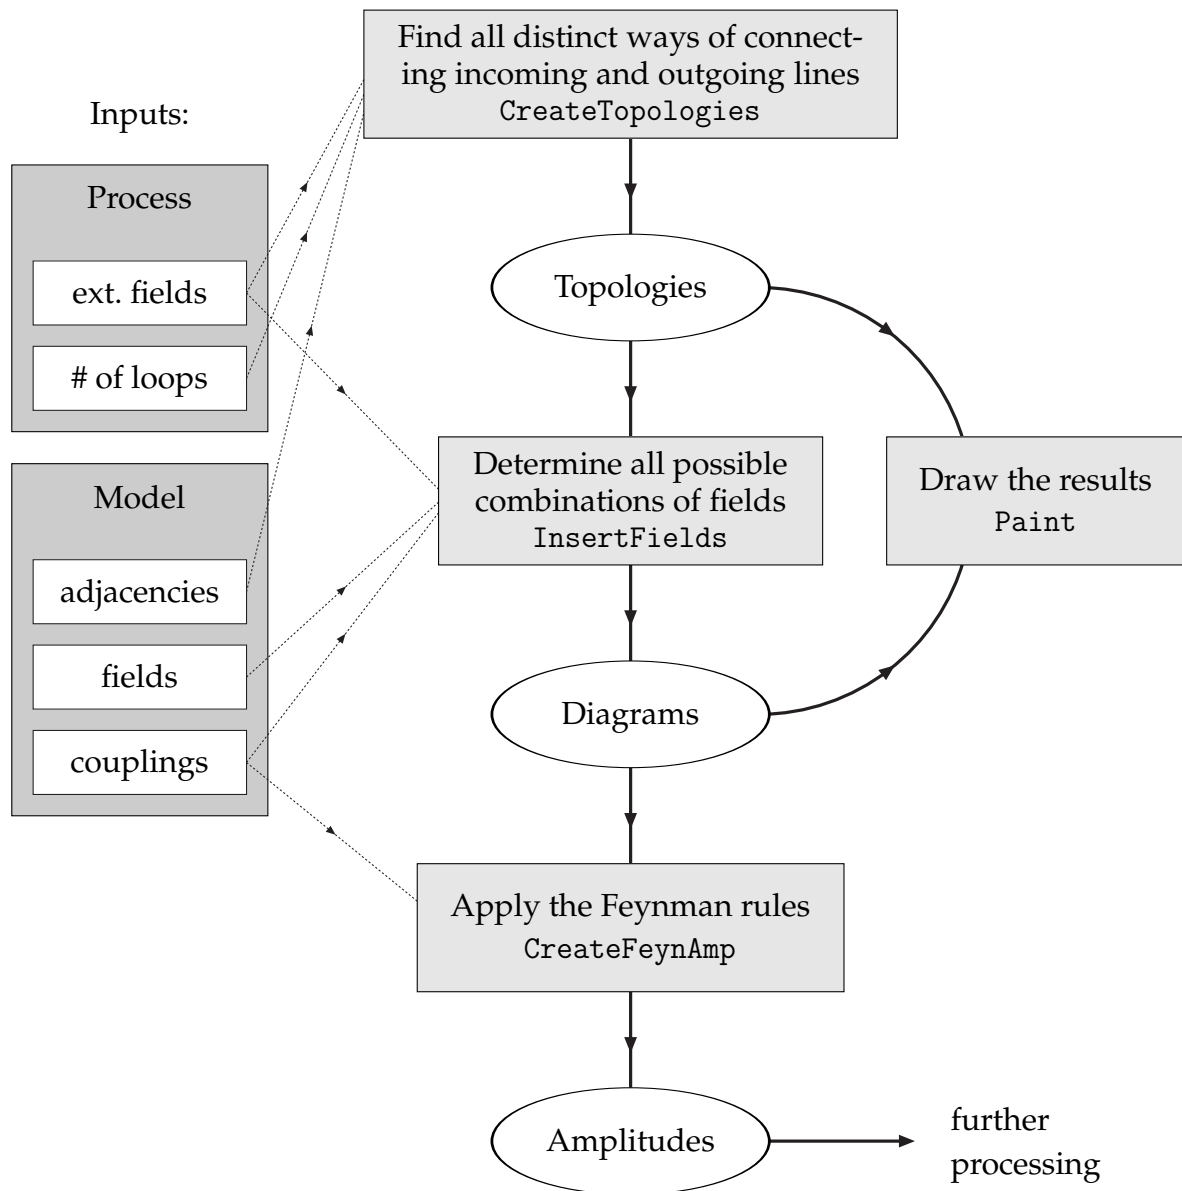 Find all distinct ways of connect-
ing incoming and outgoing lines
CreateTopologies
Inputs:
Process
ext. fields
# of loops
Topologies
Model
adjacencies
fields
couplings
Determine all possible
combinations of fields
InsertFields
Draw the results
Paint
Diagrams
Apply the Feynman rules
CreateFeynAmp
Amplitudes
further
processing